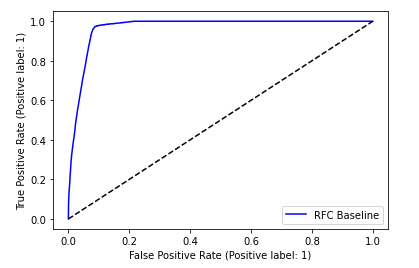 True Positive Rate (Positive label: 1)
1.0
0.8
0.6
0.4
0.2
0.0
RFC Baseline
0.0 0.2 0.4 0.6 0.8 1.0
False Positive Rate (Positive label: 1)